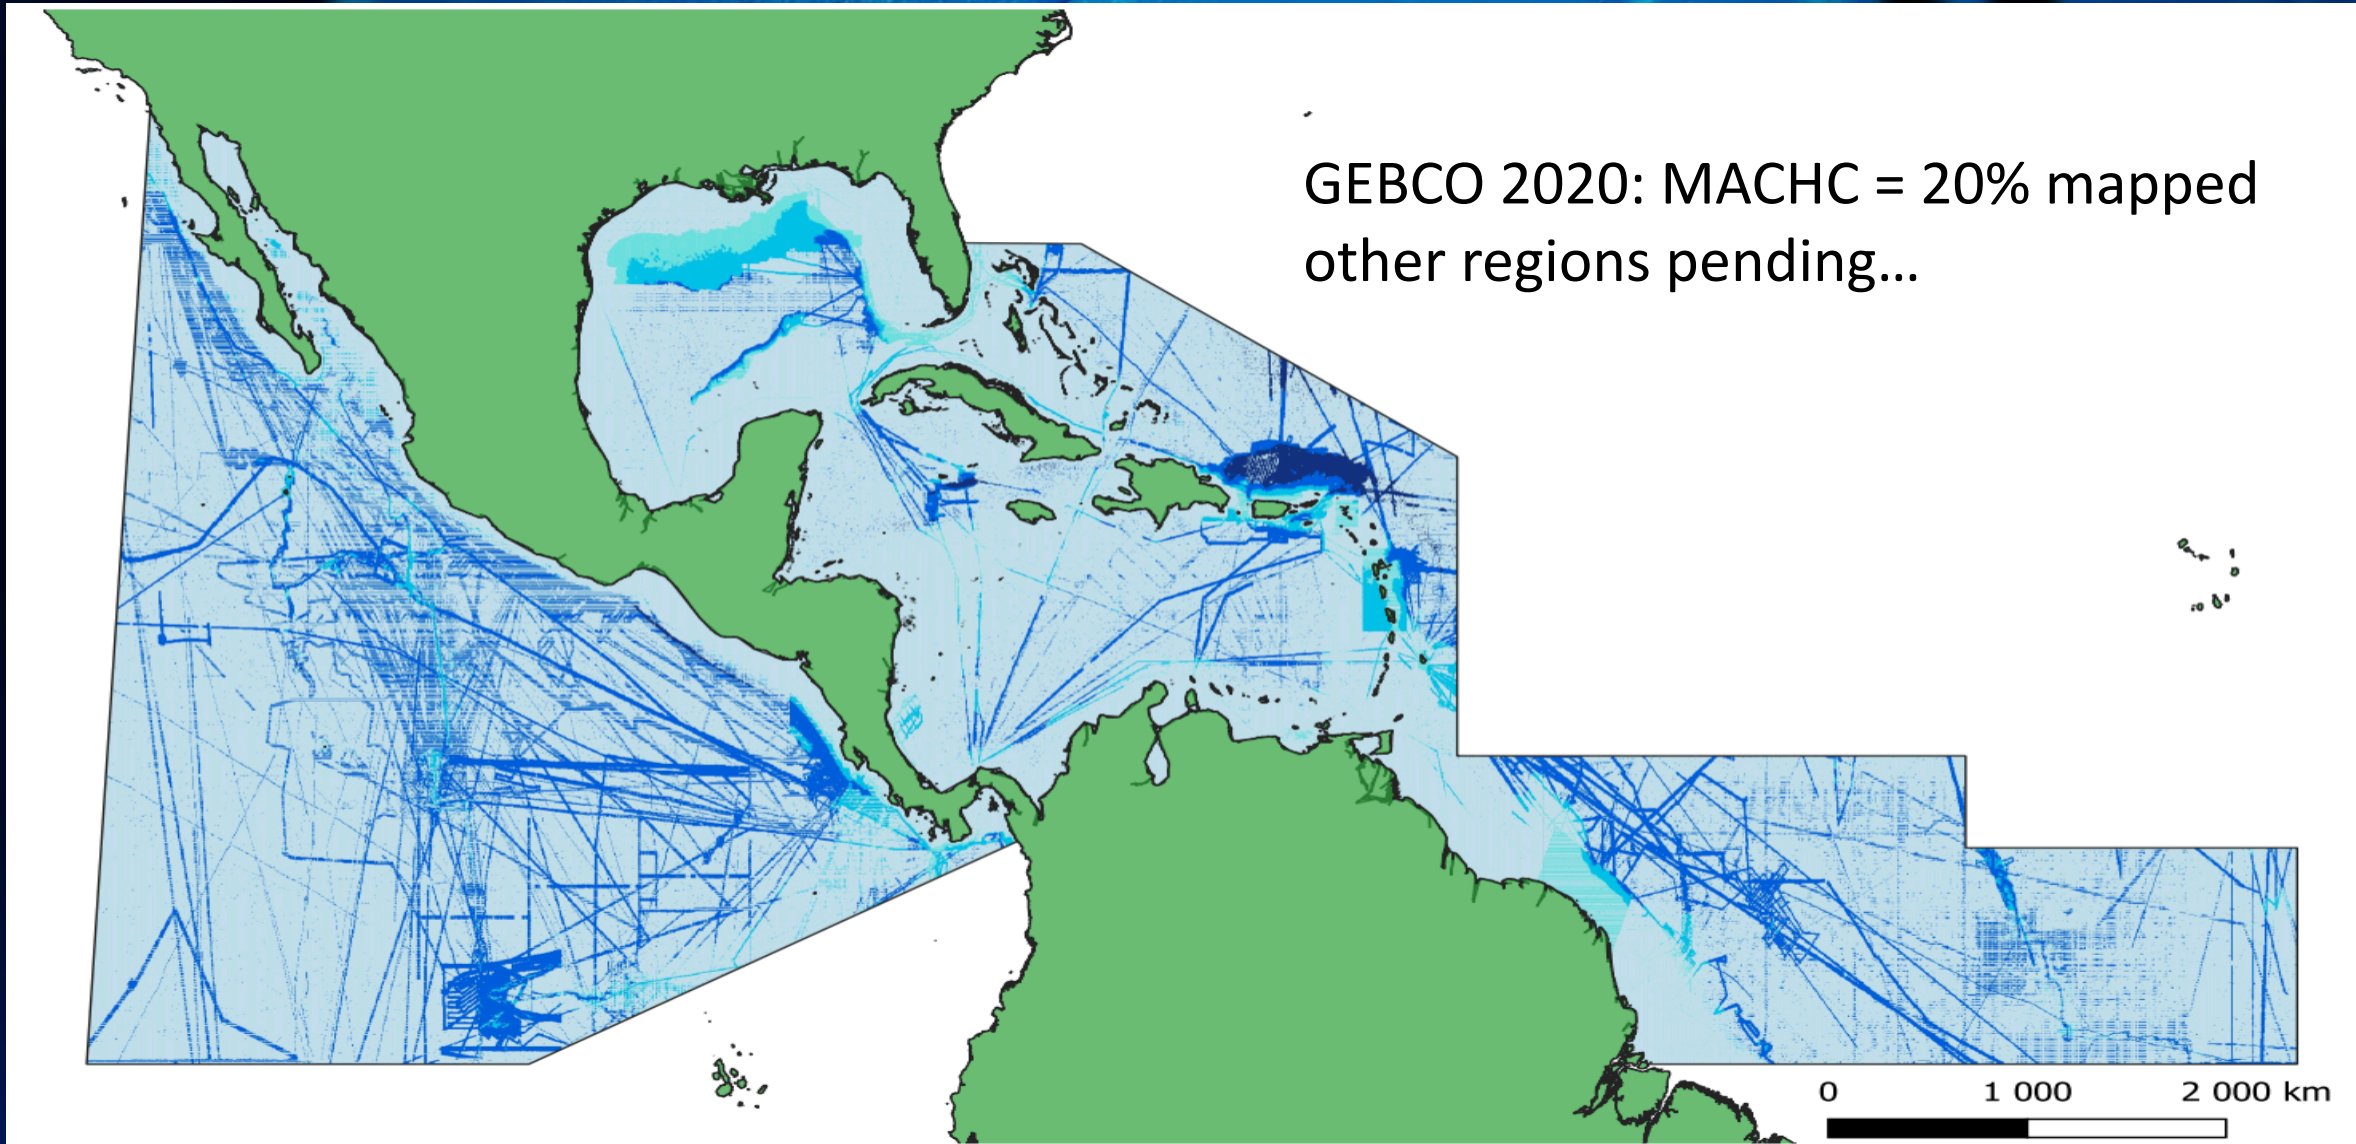 GEBCO 2020: MACHC = 20% mapped
other regions pending…
0 1 000 2 000 km